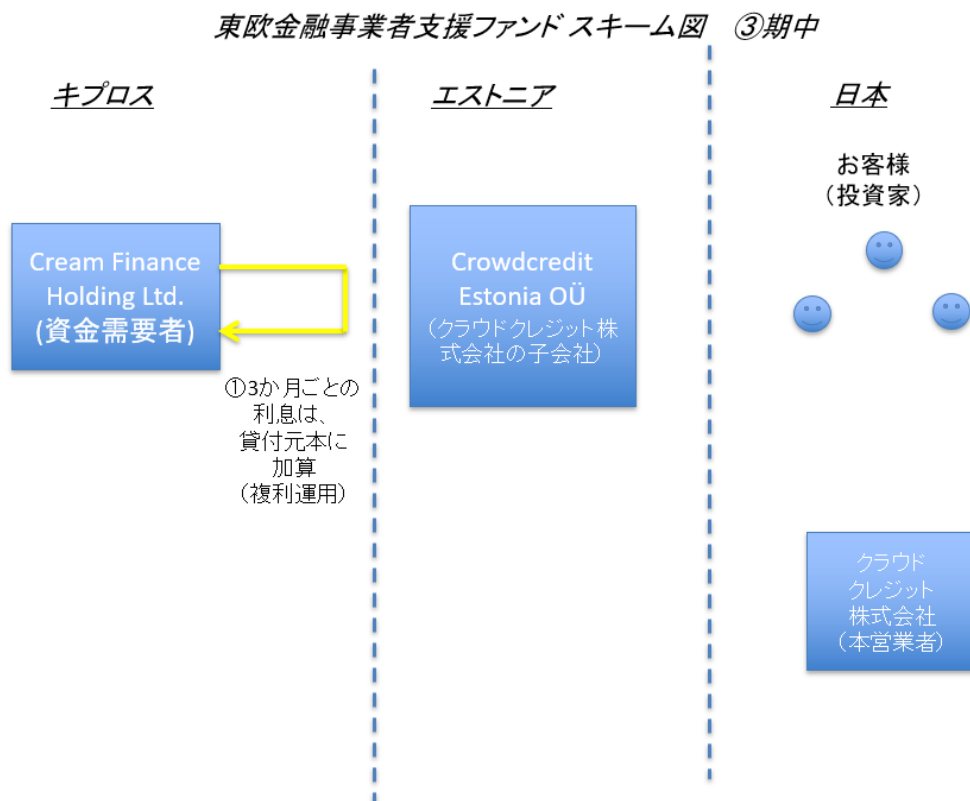 東欧金融事業者支援ファンド スキーム図　③期中
キプロス
エストニア
日本
お客様
（投資家）
Cream Finance
Holding Ltd.
(資金需要者)
Crowdcredit
Estonia OÜ
（クラウドクレジット株
式会社の子会社）
①3か月ごとの
利息は、
貸付元本に
加算
（複利運用）
クラウド
クレジット
株式会社
（本営業者）